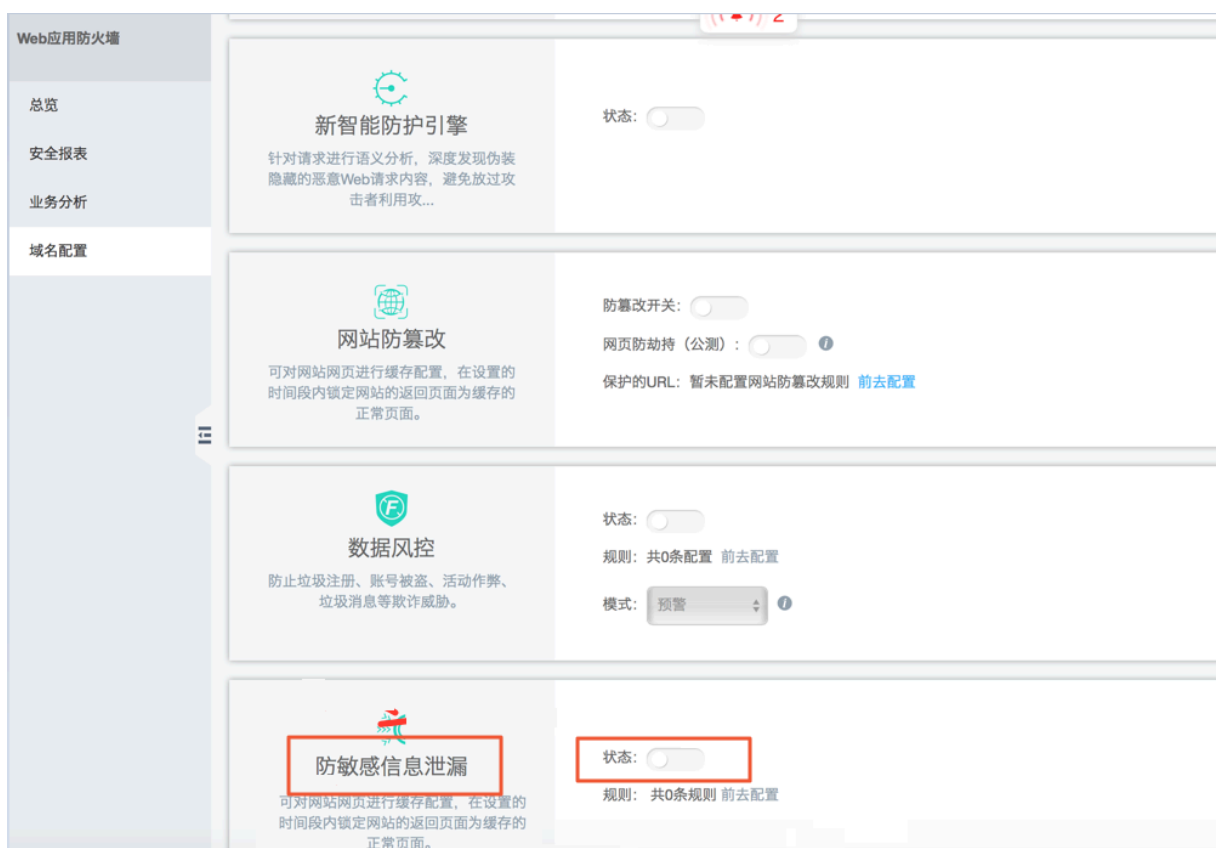 Web应用防火墙
总览
安全报表
业务分析
域名配置
2
新智能防护引擎
针对请求进行语义分析，深度发现伪装
隐藏的恶意Web请求内容，避免放过攻
击者利用攻...
状态：
网站防篡改
可对网站网页进行缓存配置，在设置的
时间段内锁定网站的返回页面为缓存的
正常页面。
防篡改开关：
网页防劫持（公测）：
保护的URL：暂未配置网站防篡改规则 前去配置
数据风控
防止垃圾注册、账号被盗、活动作弊、
垃圾消息等欺诈威胁。
状态：
规则：共0条配置 前去配置
模式： 预警
防敏感信息泄漏
可对网站网页进行缓存配置，在设置的
时间段内锁定网站的返回页面为缓存的
正常页面。
状态：
规则： 共0条规则 前去配置